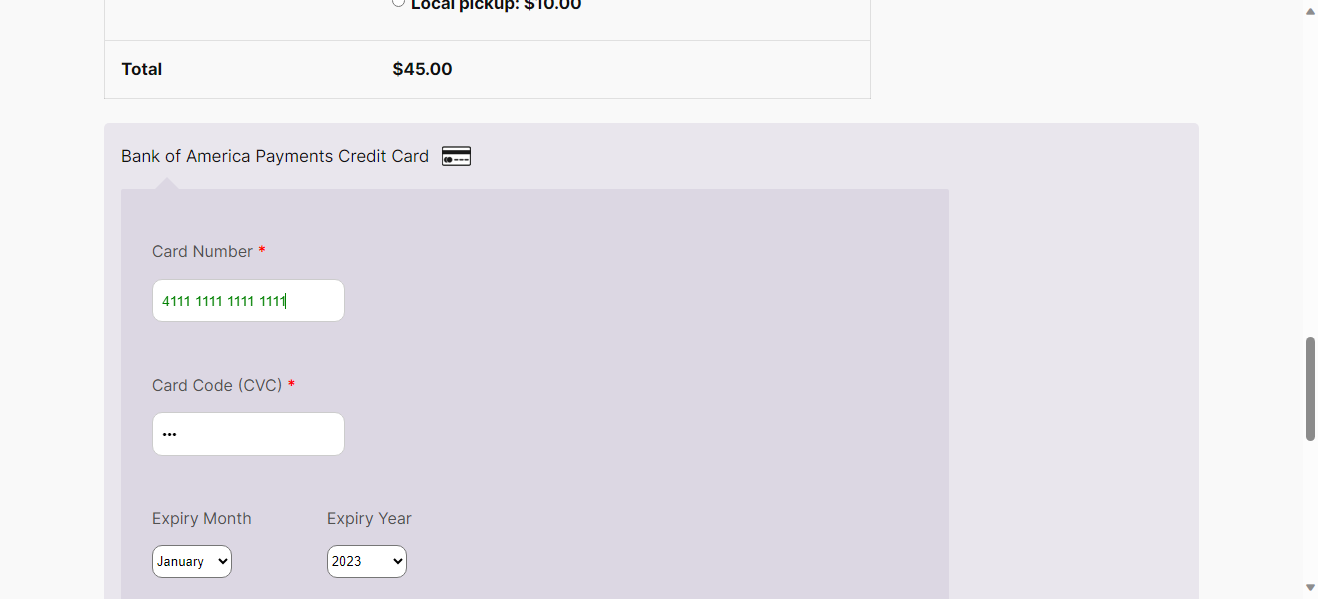 Local pickup: $10.00
Total $45.00
Bank of America Payments Credit Card
Card Number *
4111 1111 1111 1111
Card Code (CVC) *
•••
Expiry Month Expiry Year
January 2023